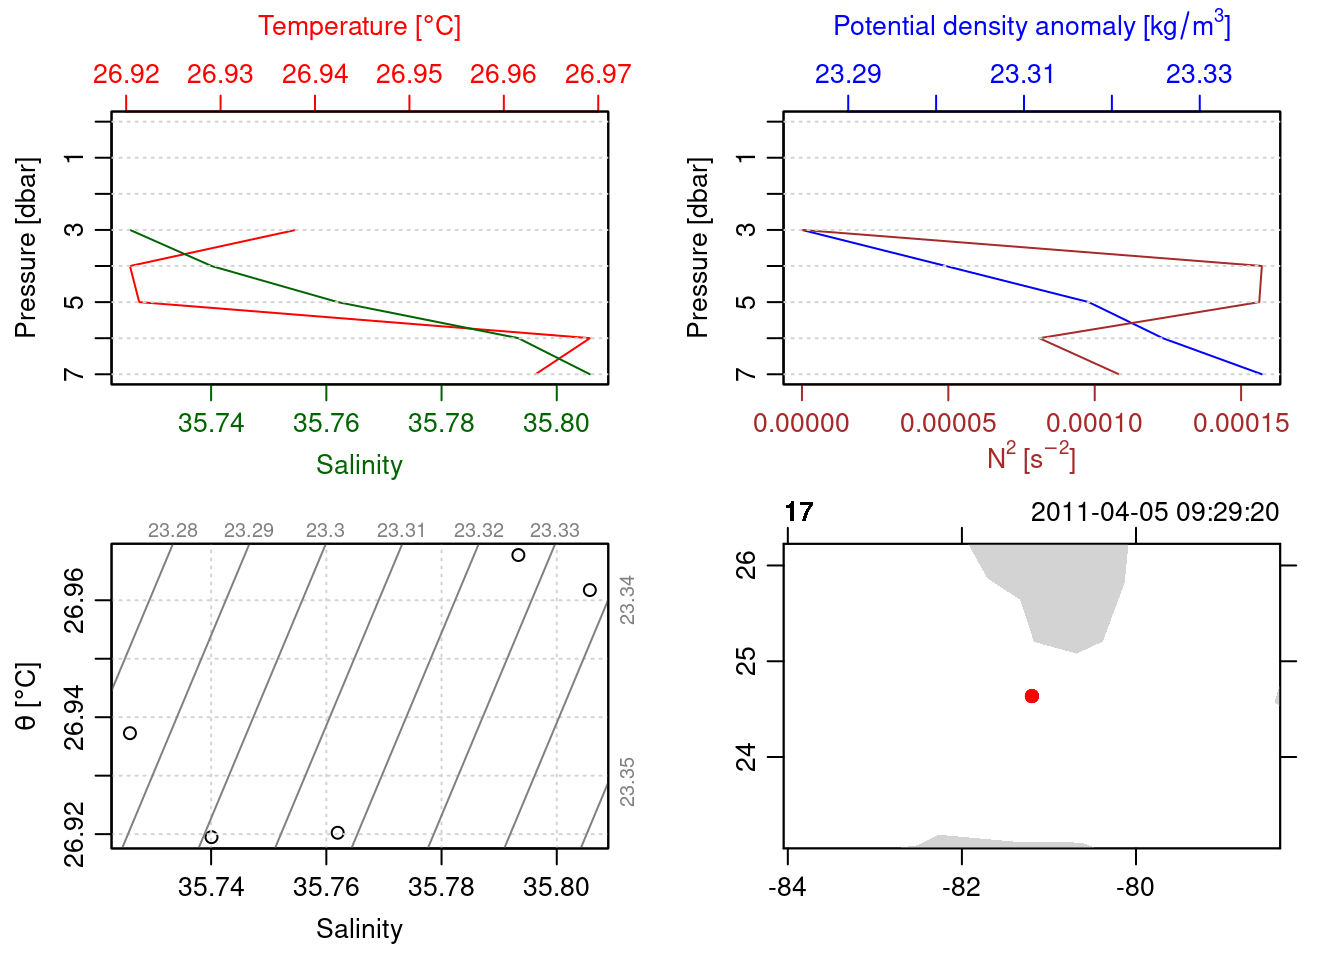 Temperature [°C]
26.92 26.93 26.94 26.95 26.96 26.97
Pressure [dbar]
1
3
5
7
35.74 35.76 35.78 35.80
Salinity
Potential density anomaly [kg/m³]
23.29 23.31 23.33
Pressure [dbar]
1
3
5
7
0.00000 0.00005 0.00010 0.00015
N² [s⁻²]
23.28 23.29 23.3 23.31 23.32 23.33
23.34
23.35
θ [°C]
26.96
26.94
26.92
35.74 35.76 35.78 35.80
Salinity
17 2011-04-05 09:29:20
26
25
24
-84 -82 -80